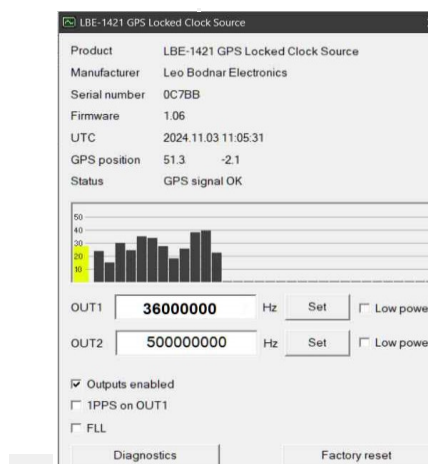 LBE-1421 GPS Locked Clock Source
Product LBE-1421 GPS Locked Clock Source
Manufacturer Leo Bodnar Electronics
Serial number 0C7BB
Firmware 1.06
UTC 2024.11.03 11:05:31
GPS position 51.3 -2.1
Status GPS signal OK
50
40
30
20
10
OUT1 36000000 Hz Set Low powe
OUT2 500000000 Hz Set Low powe
Outputs enabled
1PPS on OUT1
FLL
Diagnostics Factory reset